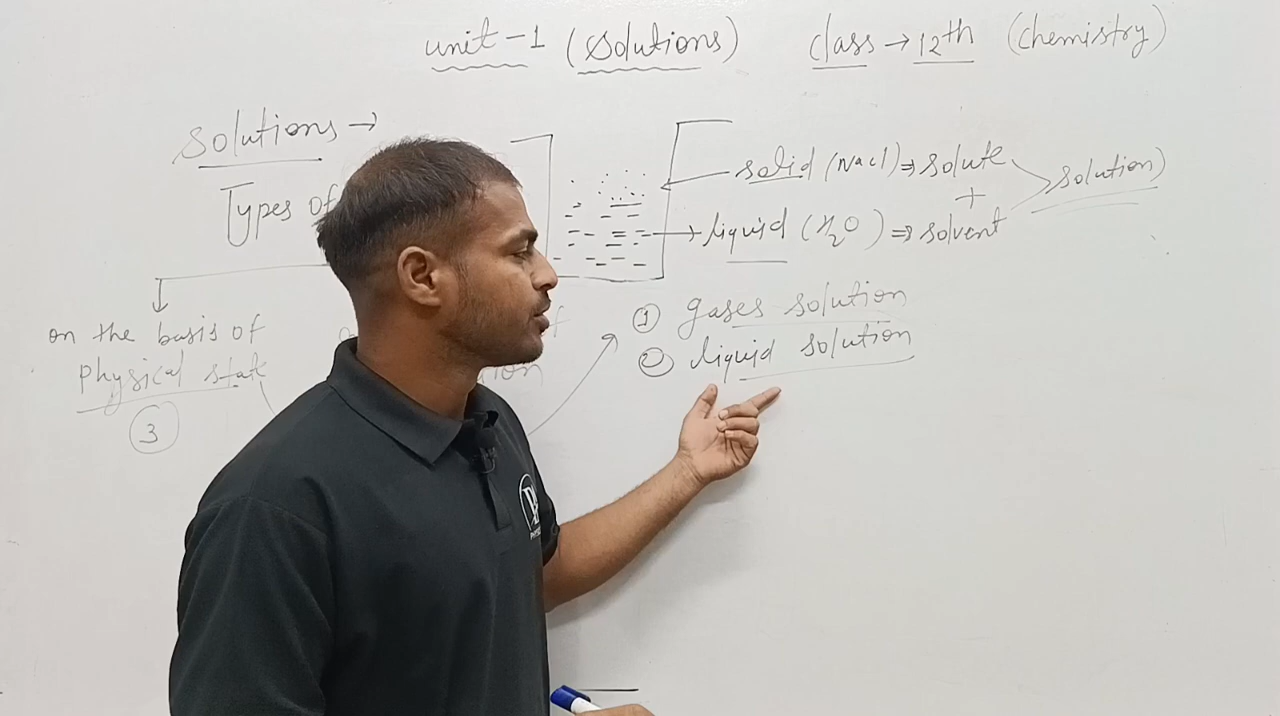 unit-1 (solutions) class → 12th (chemistry)
solutions →
Types of
solid (Nacl) ⇒ solute
+
solution)
liquid (H2O) ⇒ solvent
on the basis of
physical state
3
① gases solution
② liquid solution